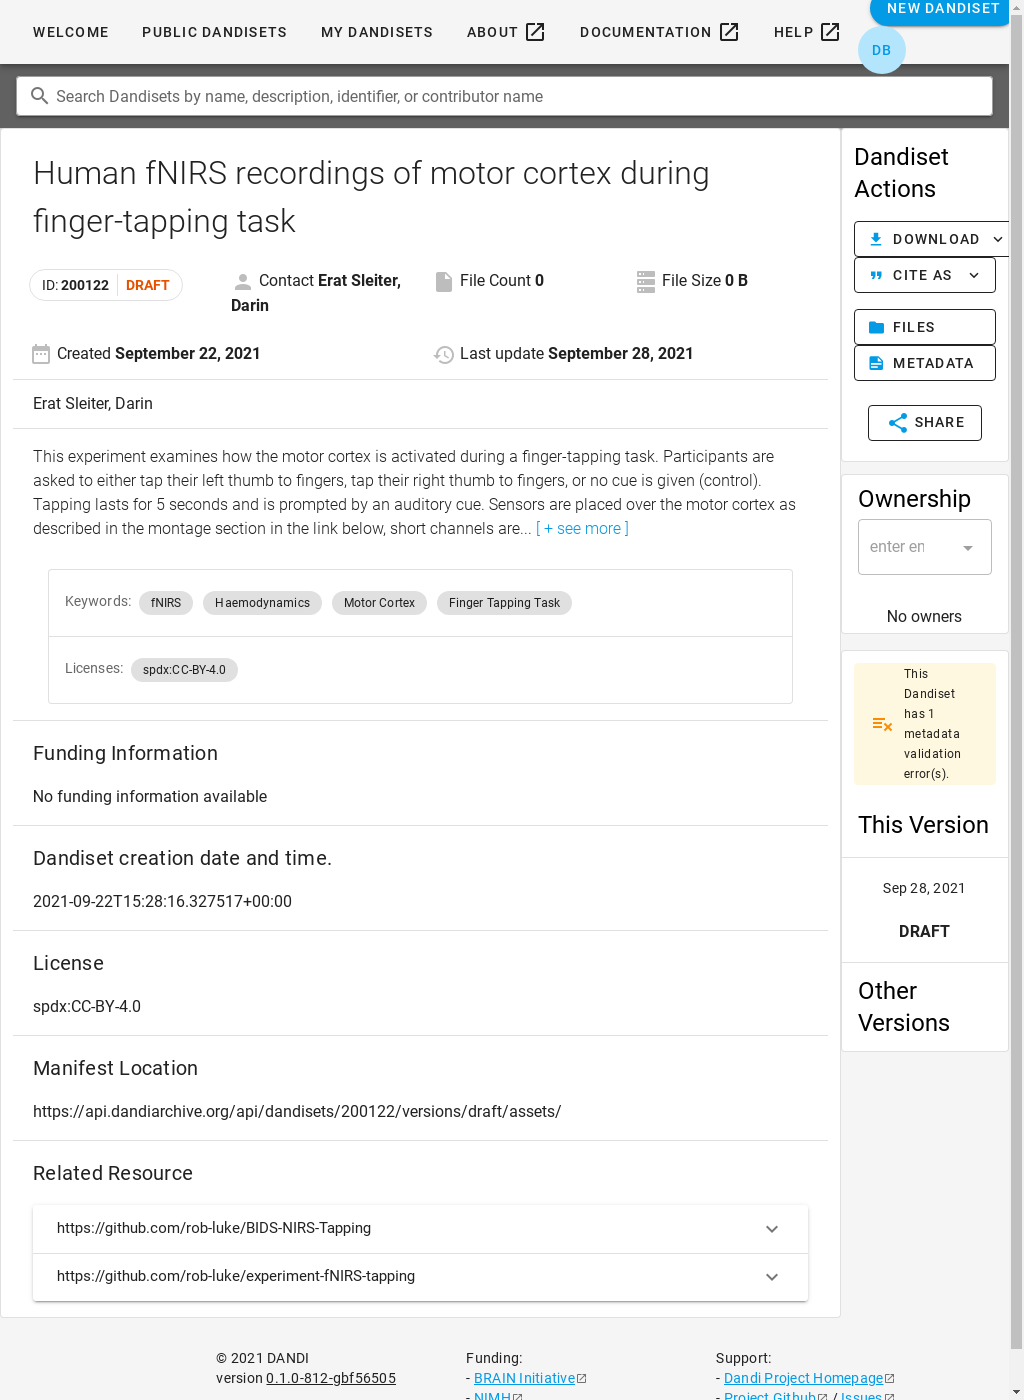 WELCOME PUBLIC DANDISETS MY DANDISETS ABOUT DOCUMENTATION HELP NEW DANDISET
DB
Search Dandisets by name, description, identifier, or contributor name
Human fNIRS recordings of motor cortex during
finger-tapping task
ID: 200122 DRAFT
Contact Erat Sleiter,
Darin
File Count 0
File Size 0 B
Created September 22, 2021
Last update September 28, 2021
Erat Sleiter, Darin
This experiment examines how the motor cortex is activated during a finger-tapping task. Participants are
asked to either tap their left thumb to fingers, tap their right thumb to fingers, or no cue is given (control).
Tapping lasts for 5 seconds and is prompted by an auditory cue. Sensors are placed over the motor cortex as
described in the montage section in the link below, short channels are... [ + see more ]
Keywords: fNIRS Haemodynamics Motor Cortex Finger Tapping Task
Licenses: spdx:CC-BY-4.0
Funding Information
No funding information available
Dandiset creation date and time.
2021-09-22T15:28:16.327517+00:00
License
spdx:CC-BY-4.0
Manifest Location
https://api.dandiarchive.org/api/dandisets/200122/versions/draft/assets/
Related Resource
https://github.com/rob-luke/BIDS-NIRS-Tapping
https://github.com/rob-luke/experiment-fNIRS-tapping
Dandiset
Actions
DOWNLOAD
CITE AS
FILES
METADATA
SHARE
Ownership
enter en
No owners
This
Dandiset
has 1
metadata
validation
error(s).
This Version
Sep 28, 2021
DRAFT
Other
Versions
© 2021 DANDI
version 0.1.0-812-gbf56505
Funding:
- BRAIN Initiative
- NIMH
Support:
- Dandi Project Homepage
- Project Github / Issues